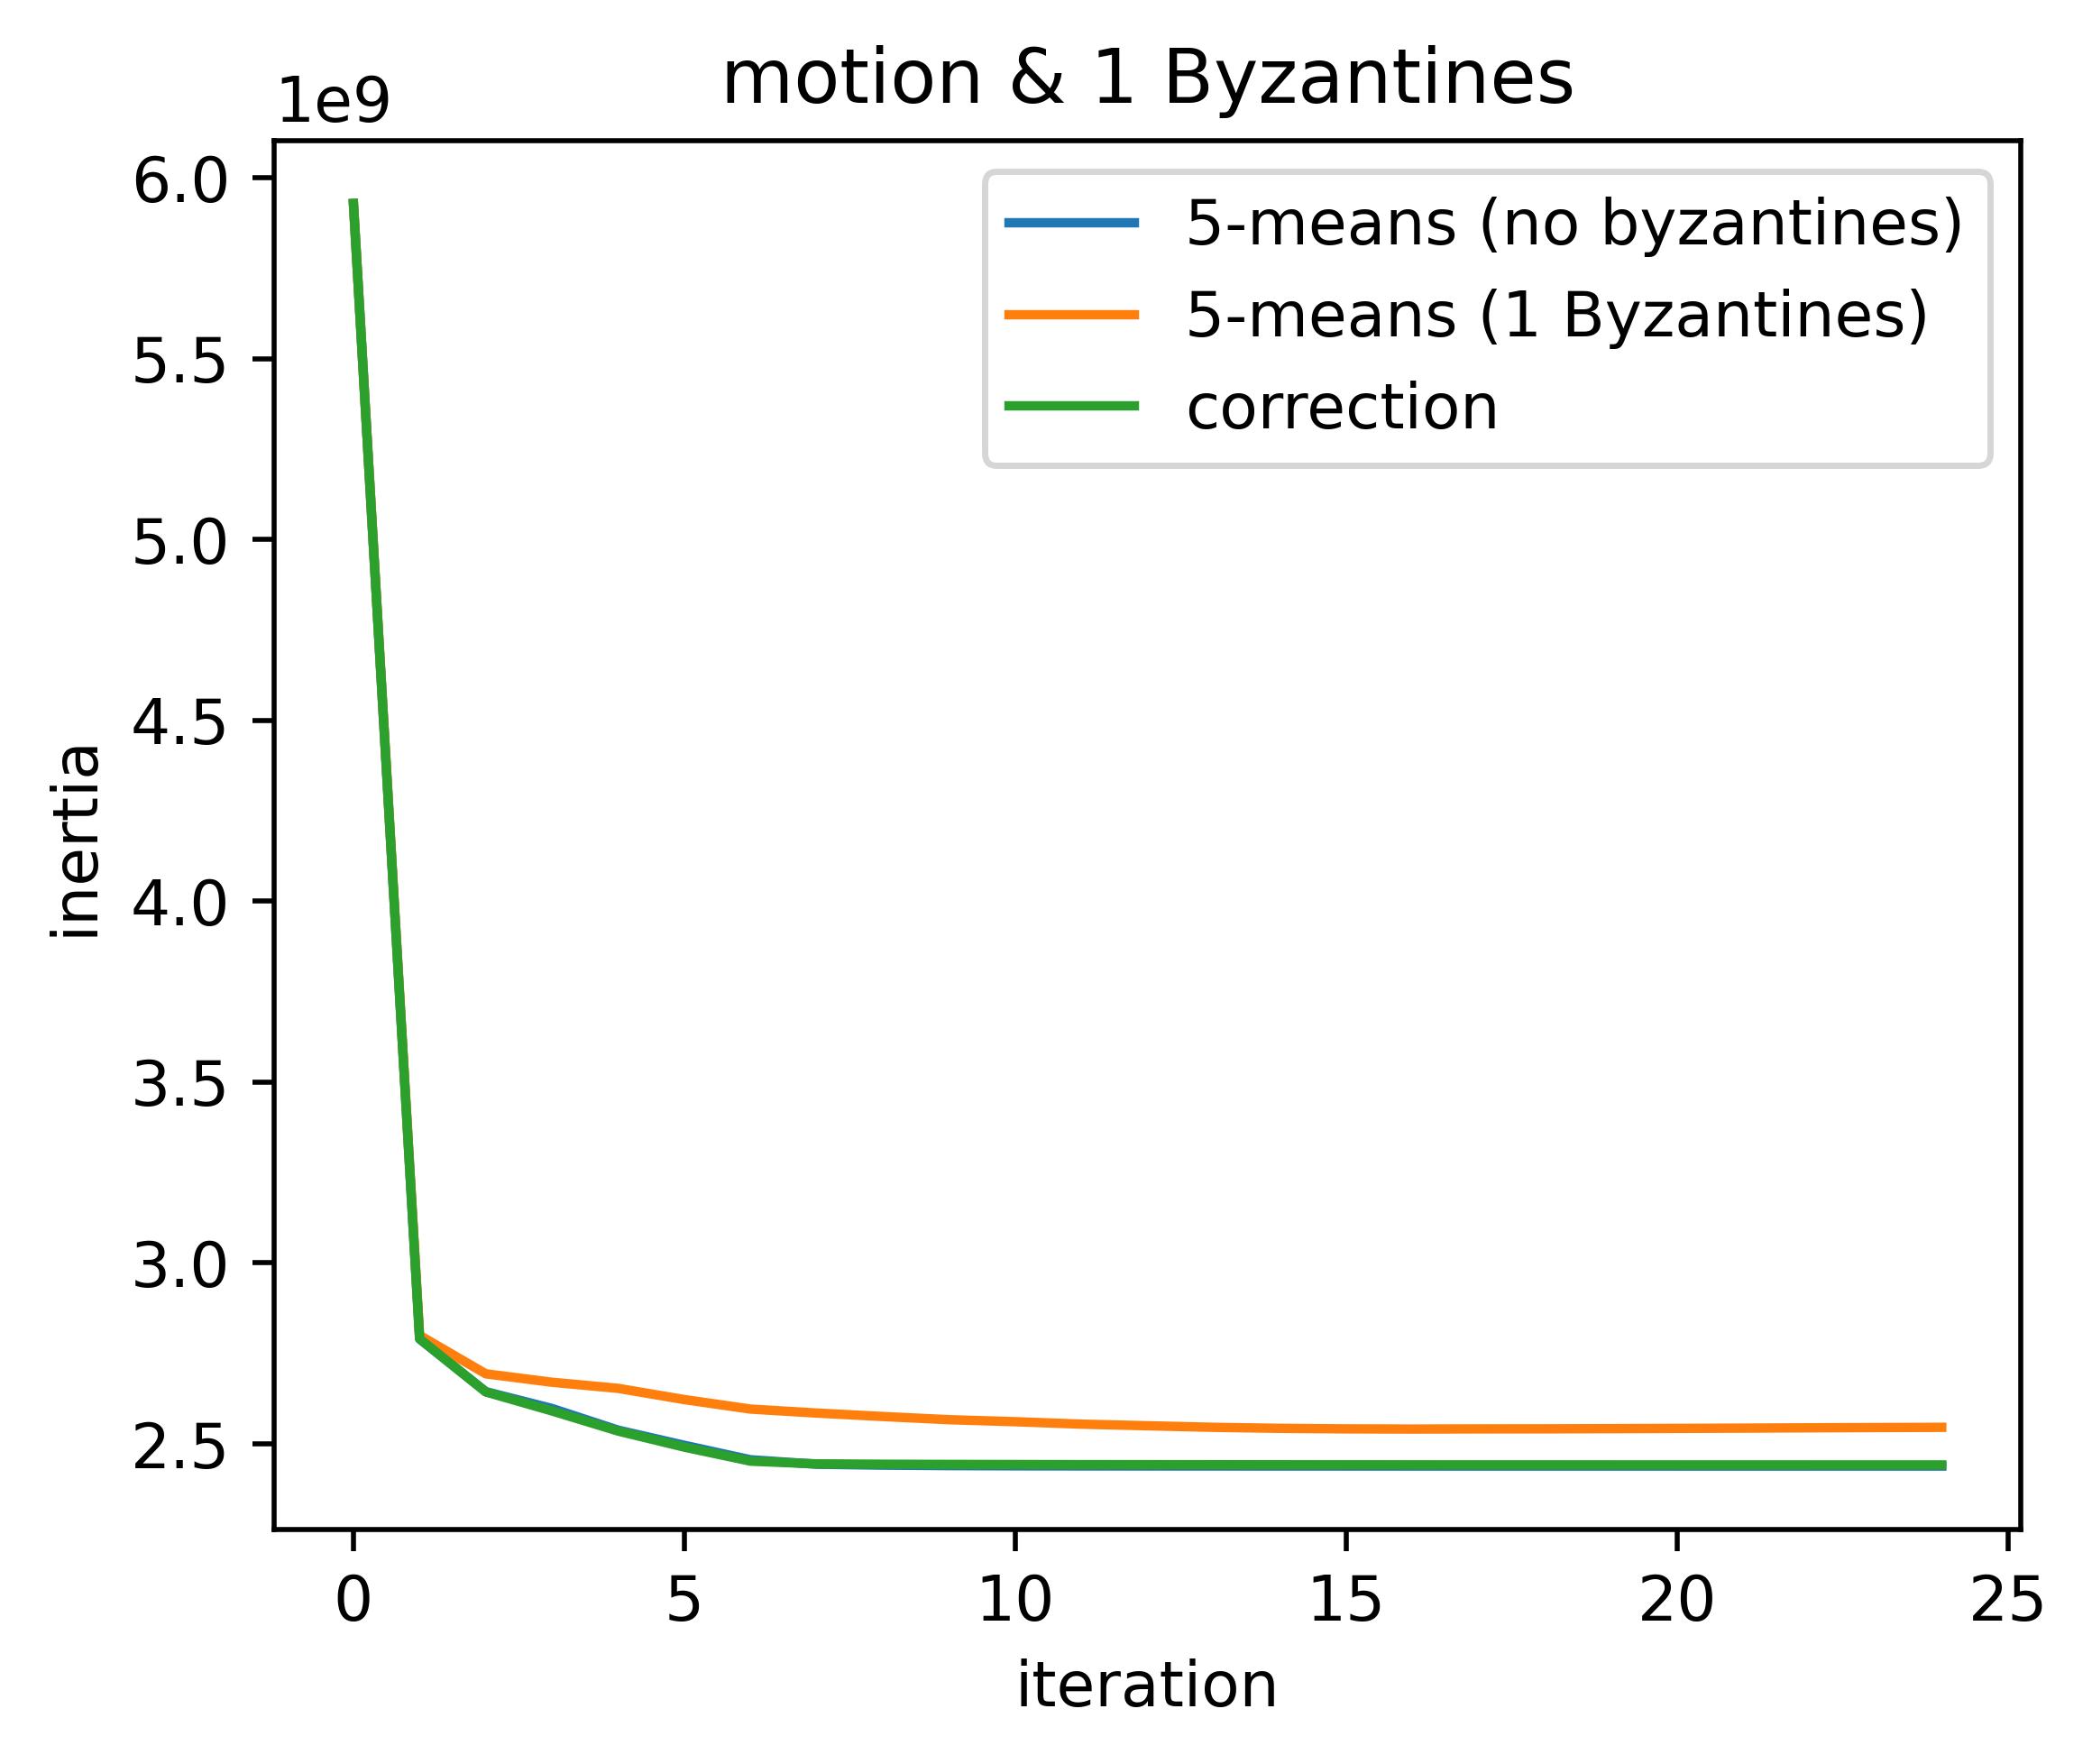 motion & 1 Byzantines
1e9
6.0
5.5
5.0
4.5
4.0
3.5
3.0
2.5
inertia
5-means (no byzantines)
5-means (1 Byzantines)
correction
0 5 10 15 20 25
iteration